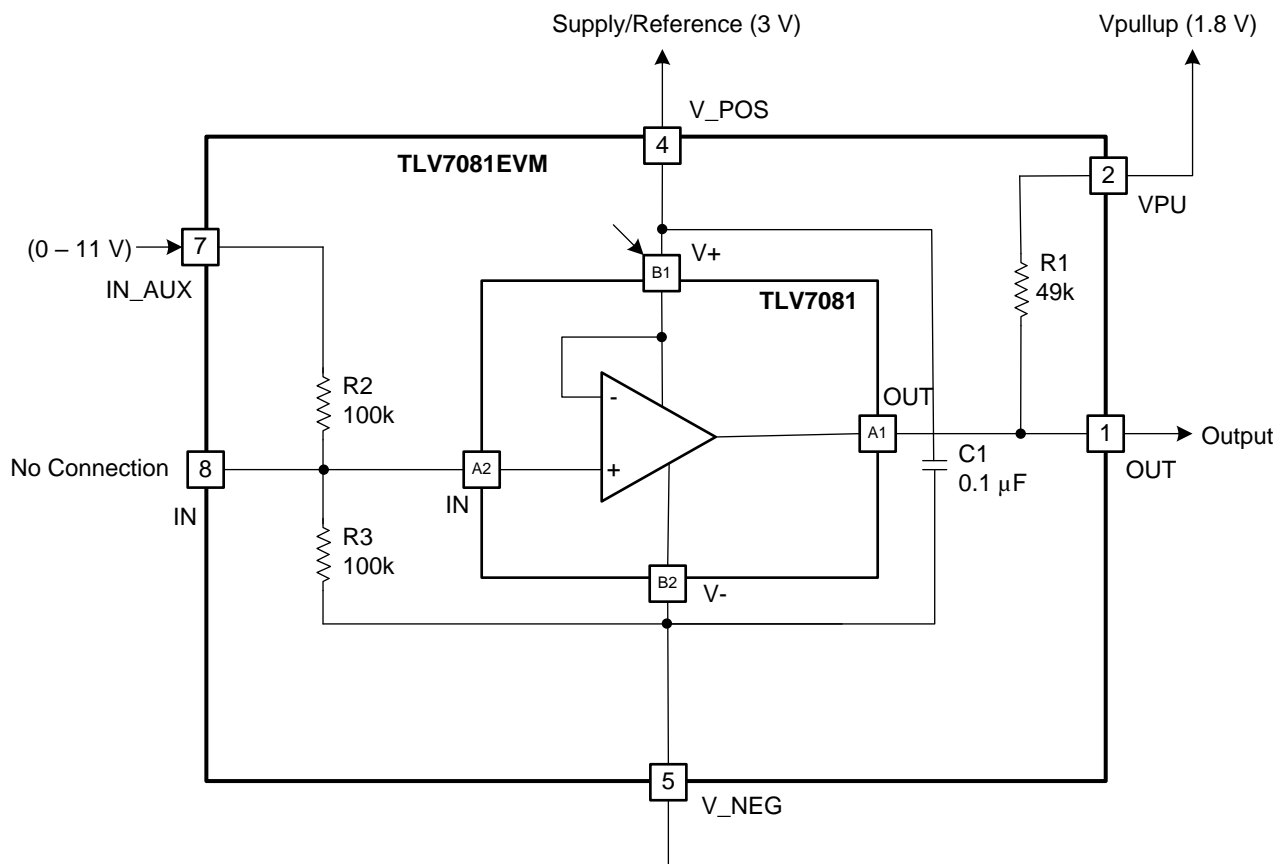 Supply/Reference (3 V)
Vpullup (1.8 V)
V_POS
4
TLV7081EVM
2
VPU
(0 – 11 V)
7
IN_AUX
V+
B1
R1
49k
TLV7081
R2
100k
-
OUT
A1
1
Output
OUT
No Connection
8
IN
A2
+
IN
C1
0.1 μF
R3
100k
B2
V-
5
V_NEG